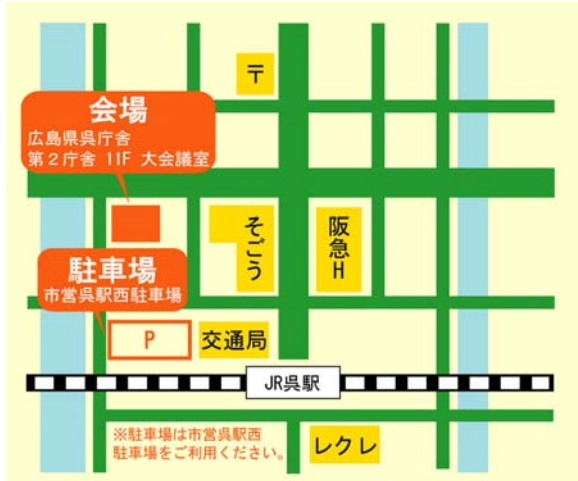 〒
会場
広島県呉庁舎
第2庁舎 11F 大会議室
そごう
阪急H
駐車場
市営呉駅西駐車場
P
交通局
JR呉駅
※駐車場は市営呉駅西
駐車場をご利用ください。
レクレ